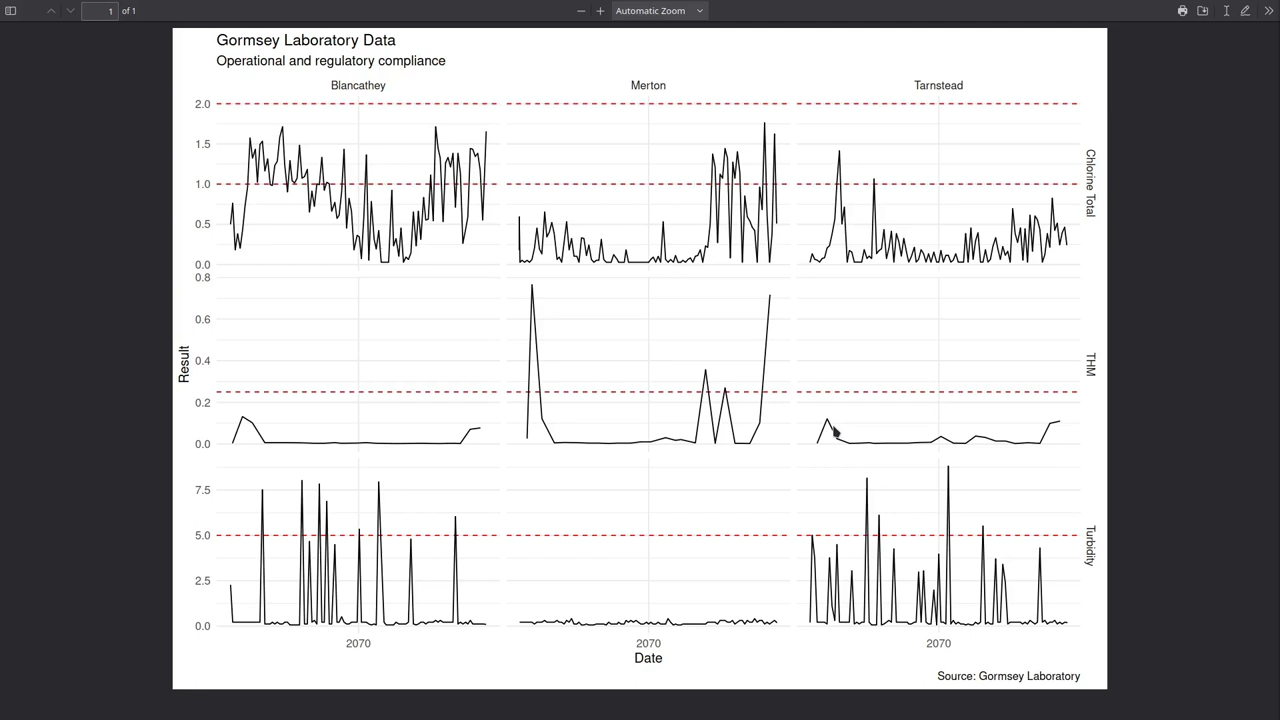 1 of 1
Automatic Zoom
Gormsey Laboratory Data
Operational and regulatory compliance
Blancathey Merton Tarnstead
2.0
1.5
1.0
0.5
0.0
Chlorine Total
0.8
0.6
0.4
0.2
0.0
THM
Result
7.5
5.0
2.5
0.0
Turbidity
2070 2070 2070
Date
Source: Gormsey Laboratory